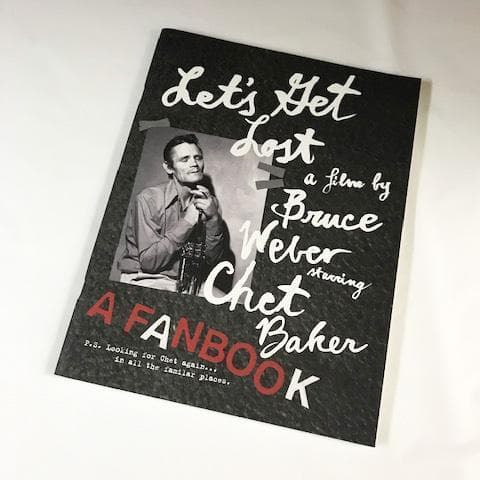 Let's Get
Lost
a film by
Bruce
Weber
starring
Chet
Baker
A FANBOOK
P.S. Looking for Chet again...
in all the familar places.